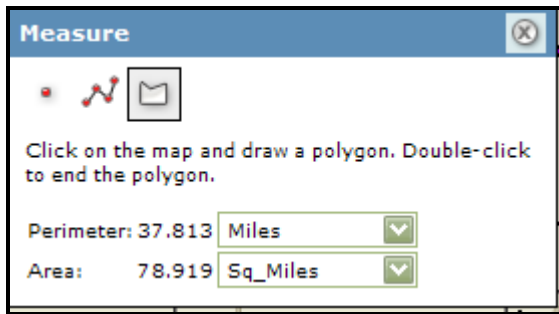 Measure
Click on the map and draw a polygon. Double-click
to end the polygon.
Perimeter: 37.813 Miles
Area: 78.919 Sq_Miles